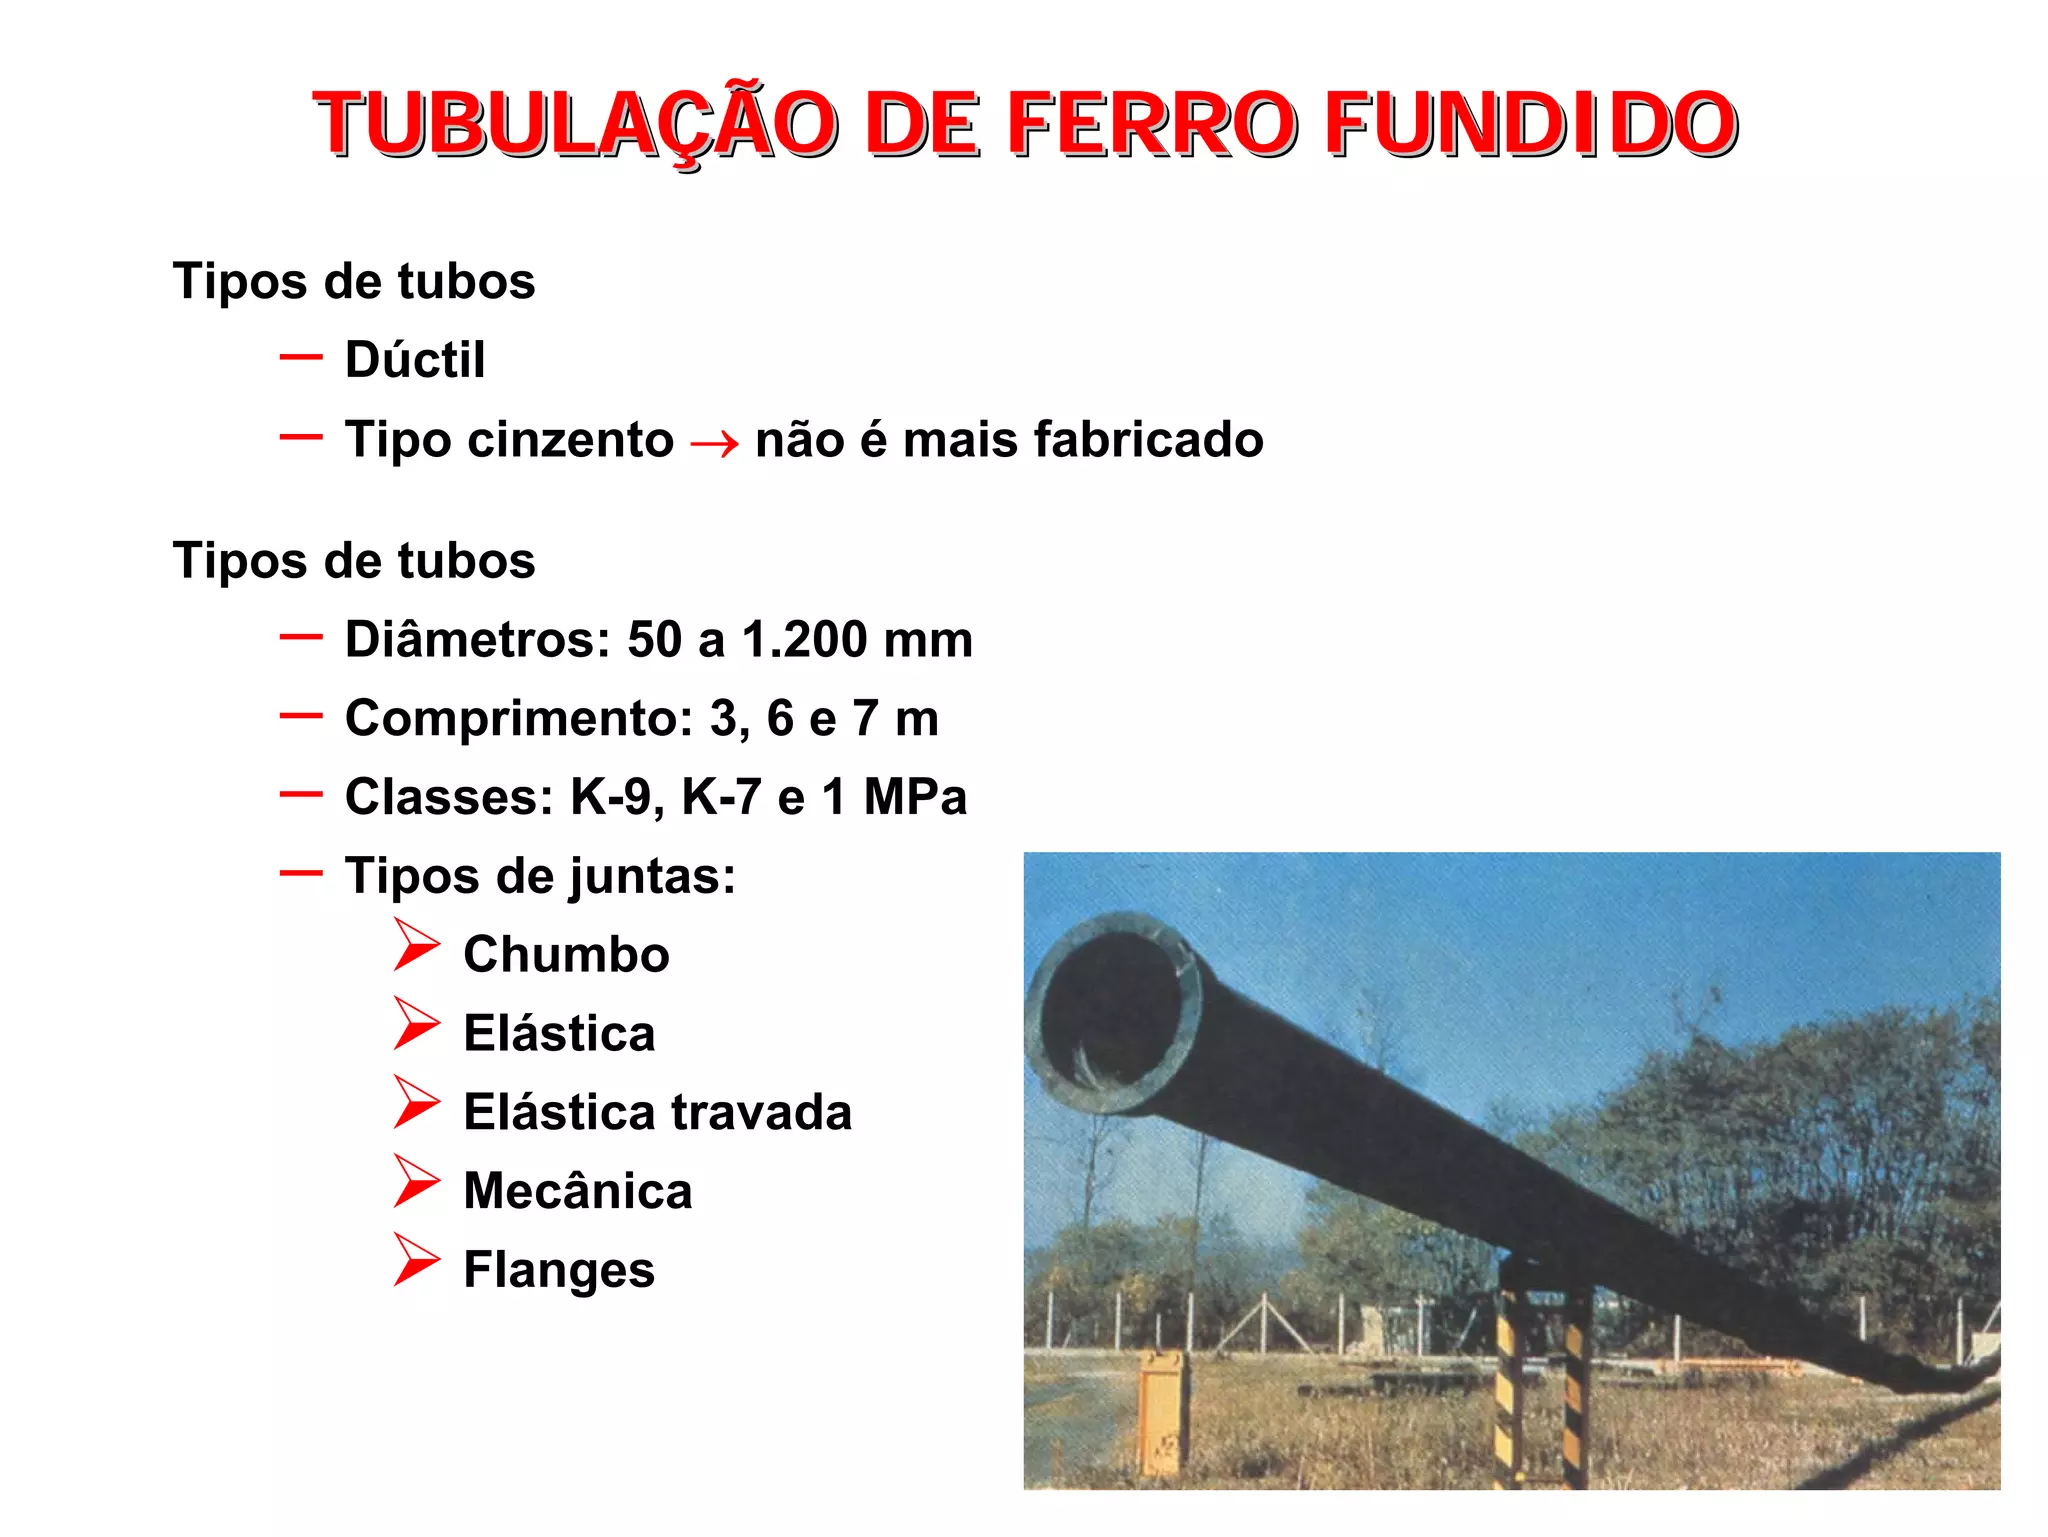 TUBULAÇÃO DE FERRO FUNDIDO
Tipos de tubos
– Dúctil
– Tipo cinzento → não é mais fabricado
Tipos de tubos
– Diâmetros: 50 a 1.200 mm
– Comprimento: 3, 6 e 7 m
– Classes: K-9, K-7 e 1 MPa
– Tipos de juntas:
➢ Chumbo
➢ Elástica
➢ Elástica travada
➢ Mecânica
➢ Flanges